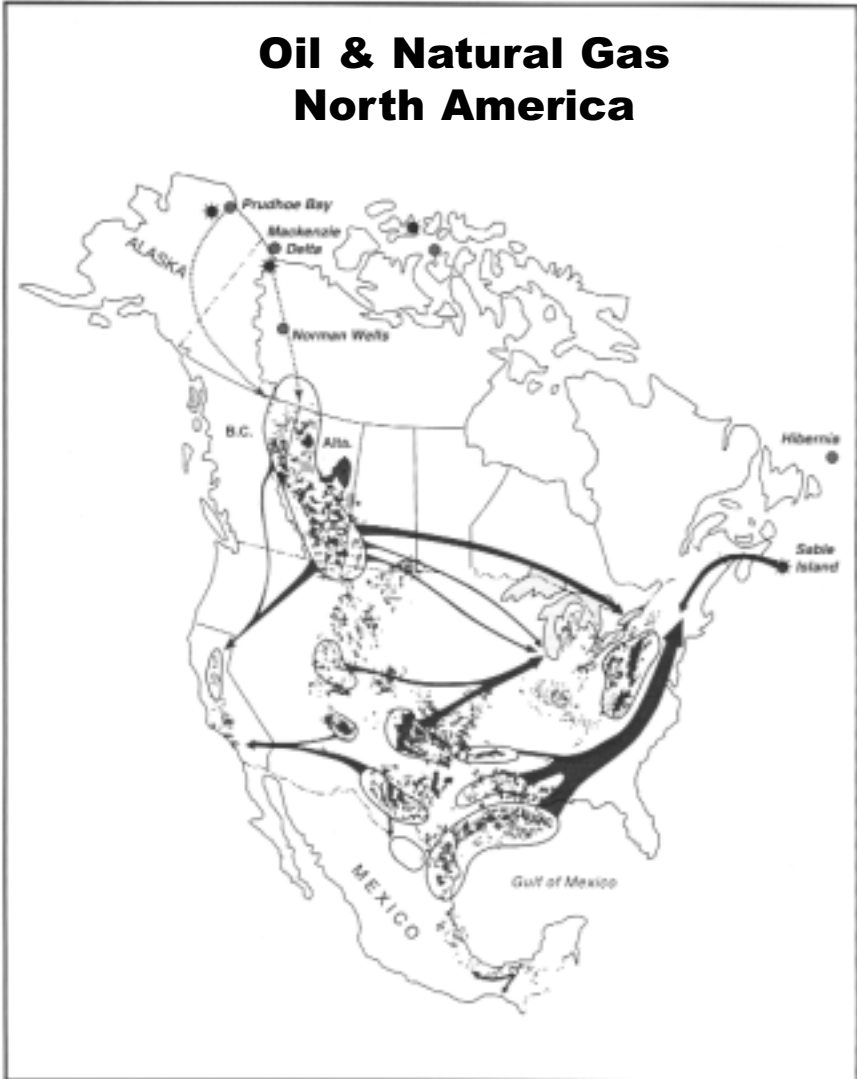 Oil & Natural Gas
North America
Prudhoe Bay
Mackenzie
Delta
ALASKA
Norman Wells
B.C.
Alta.
Hibernia
Sable
Island
Gulf of Mexico
MEXICO